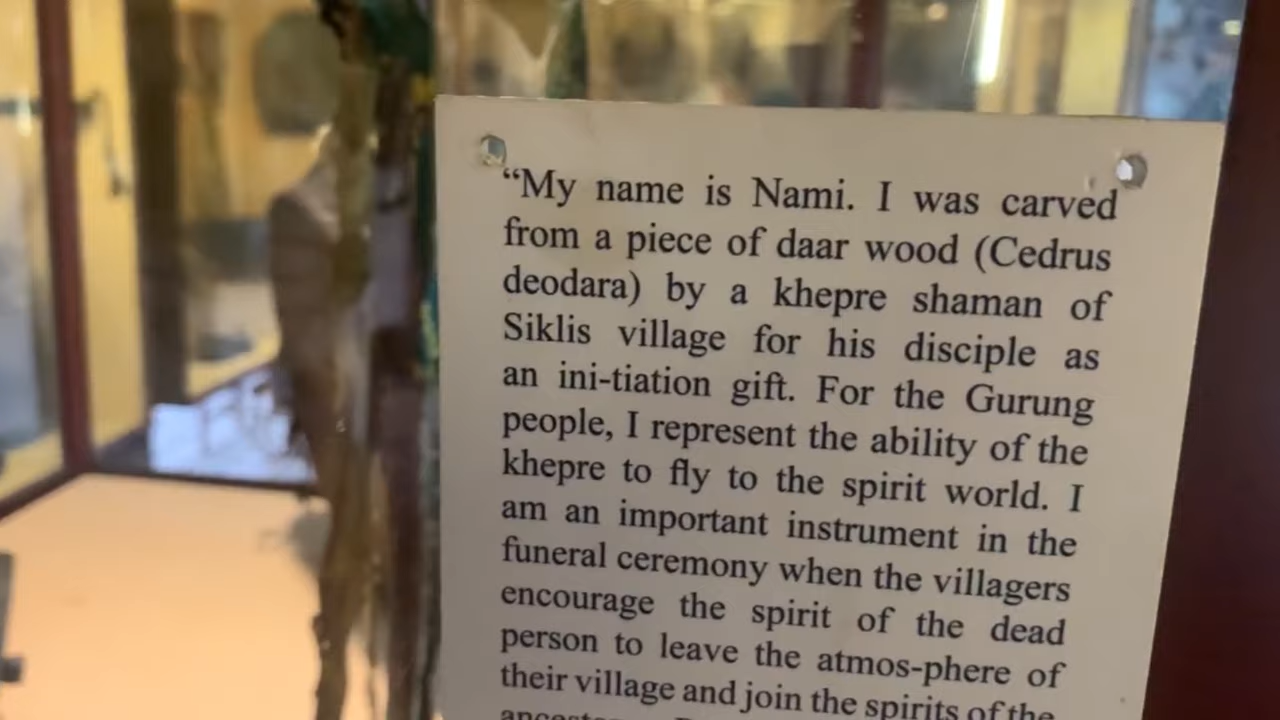 “My name is Nami. I was carved
from a piece of daar wood (Cedrus
deodara) by a khepre shaman of
Siklis village for his disciple as
an ini-tiation gift. For the Gurung
people, I represent the ability of the
khepre to fly to the spirit world. I
am an important instrument in the
funeral ceremony when the villagers
encourage the spirit of the dead
person to leave the atmos-phere of
their village and join the spirits of the